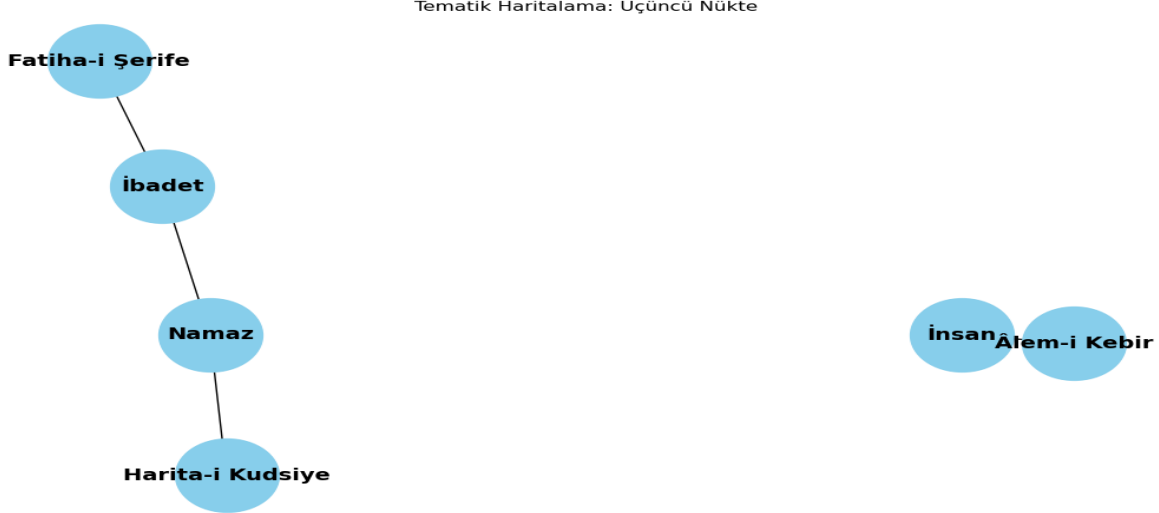 Tematik Haritalama: Üçüncü Nükte
Fatiha-i Şerife
İbadet
Namaz
İnsan
Âlem-i Kebir
Harita-i Kudsiye